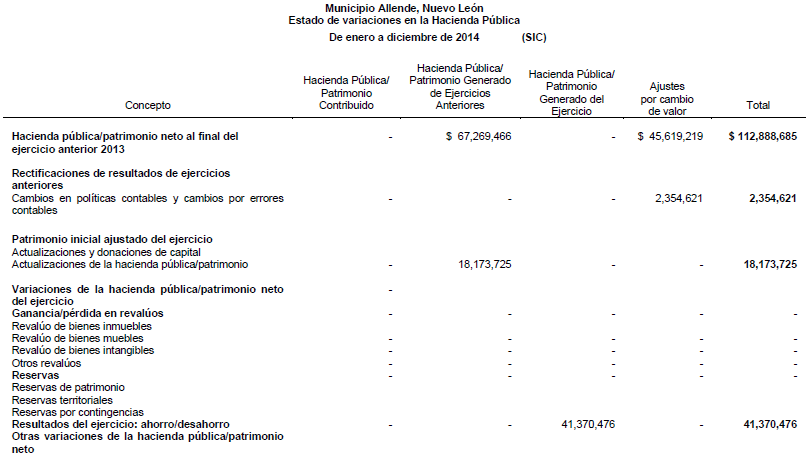 Municipio Allende, Nuevo León
Estado de variaciones en la Hacienda Pública
De enero a diciembre de 2014 (SIC)
Concepto Hacienda Pública/ Patrimonio Contribuido Hacienda Pública/ Patrimonio Generado de Ejercicios Anteriores Hacienda Pública/ Patrimonio Generado del Ejercicio Ajustes por cambio de valor Total
Hacienda pública/patrimonio neto al final del - $ 67,269,466 - $ 45,619,219 $ 112,888,685
ejercicio anterior 2013
Rectificaciones de resultados de ejercicios
anteriores
Cambios en políticas contables y cambios por errores - - - 2,354,621 2,354,621
contables
Patrimonio inicial ajustado del ejercicio
Actualizaciones y donaciones de capital
Actualizaciones de la hacienda pública/patrimonio - 18,173,725 - - 18,173,725
Variaciones de la hacienda pública/patrimonio neto -
del ejercicio
Ganancia/pérdida en revalúos - - - - -
Revalúo de bienes inmuebles
Revalúo de bienes muebles - - - - -
Revalúo de bienes intangibles - - - - -
Otros revalúos - - - - -
Reservas - - - - -
Reservas de patrimonio
Reservas territoriales
Reservas por contingencias
Resultados del ejercicio: ahorro/desahorro - - 41,370,476 - 41,370,476
Otras variaciones de la hacienda pública/patrimonio
neto